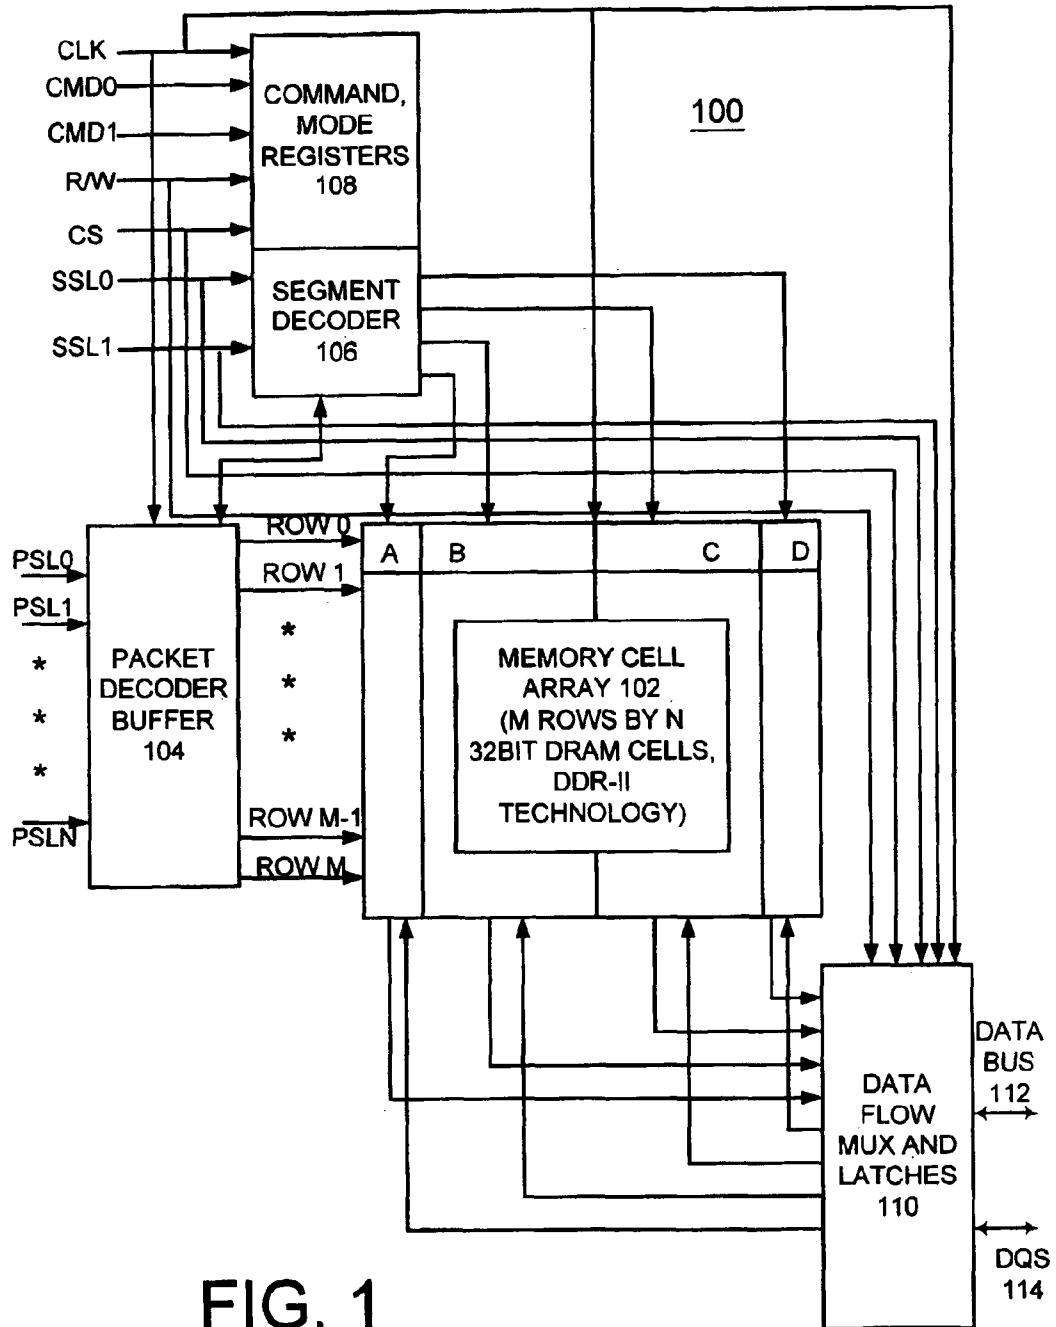 CLK
CMD0
CMD1
R/W
CS
SSL0
SSL1
COMMAND,
MODE
REGISTERS
108
SEGMENT
DECODER
106
100
PSL0
PSL1
*
*
*
PSLN
PACKET
DECODER
BUFFER
104
ROW 0
ROW 1
*
*
*
ROW M-1
ROW M
A B C D
MEMORY CELL
ARRAY 102
(M ROWS BY N
32BIT DRAM CELLS,
DDR-II
TECHNOLOGY)
DATA
FLOW
MUX AND
LATCHES
110
DATA
BUS
112
DQS
114
FIG. 1